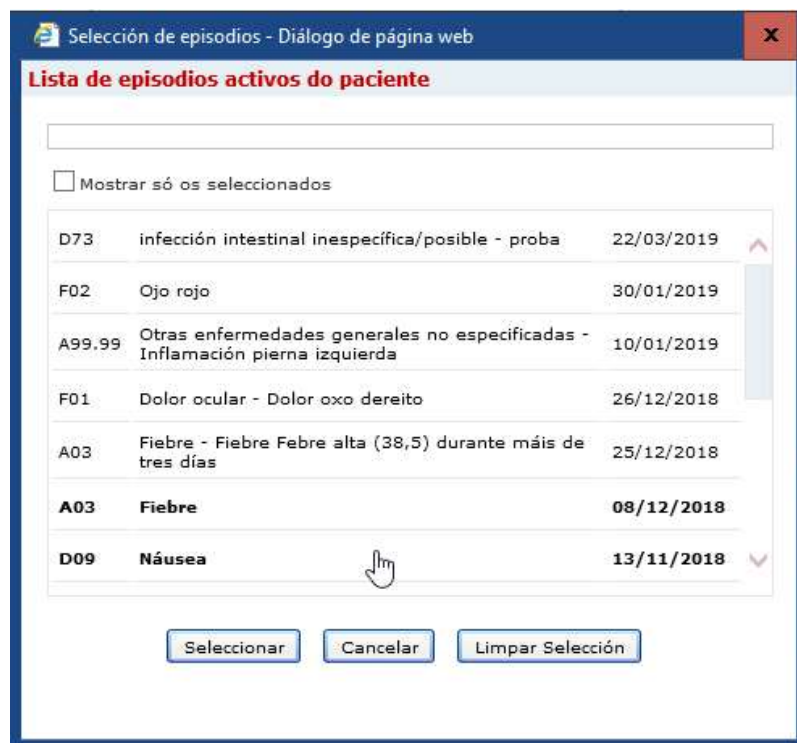 Selección de episodios - Diálogo de página web
x
Lista de episodios activos do paciente
Mostrar só os seleccionados
D73 infección intestinal inespecífica/posible - proba 22/03/2019
F02 Ojo rojo 30/01/2019
A99.99 Otras enfermedades generales no especificadas -
Inflamación pierna izquierda 10/01/2019
F01 Dolor ocular - Dolor oxo dereito 26/12/2018
A03 Fiebre - Fiebre Febre alta (38,5) durante máis de
tres días 25/12/2018
A03 Fiebre 08/12/2018
D09 Náusea 13/11/2018
Seleccionar Cancelar Limpar Selección